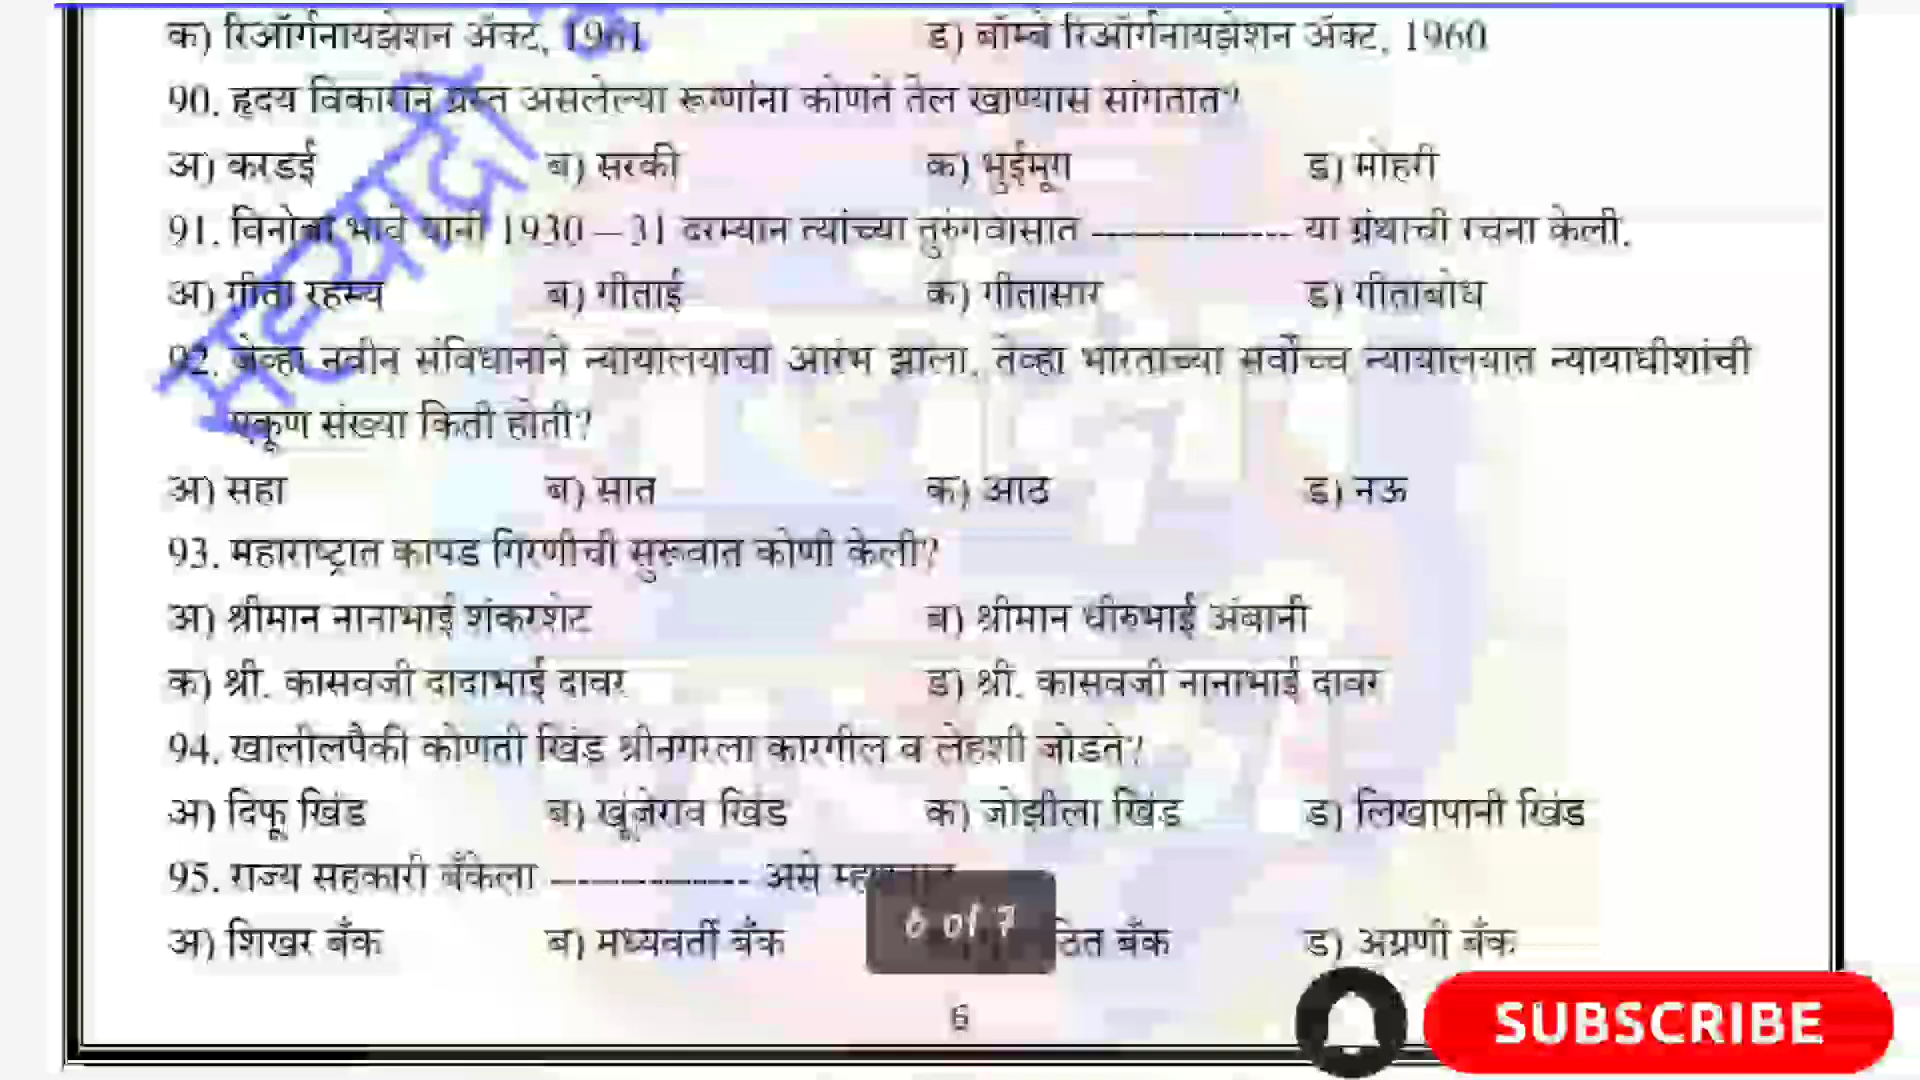 क) रिऑर्गनायझेशन ॲक्ट, 1961 ड) बॉम्बे रिऑर्गनायझेशन ॲक्ट, 1960
90. हृदय विकाराने ग्रस्त असलेल्या रूग्णांना कोणते तेल खाण्यास सांगतात?
अ) करडई ब) सरकी क) भुईमूग ड) मोहरी
91. विनोबा भावे यांनी 1930 – 31 दरम्यान त्यांच्या तुरुंगवासात ---------------- या ग्रंथाची रचना केली.
अ) गीता रहस्य ब) गीताई क) गीतासार ड) गीताबोध
92. जेव्हा नवीन संविधानाने न्यायालयाचा आरंभ झाला, तेव्हा भारताच्या सर्वोच्च न्यायालयात न्यायाधीशांची
एकूण संख्या किती होती?
अ) सहा ब) सात क) आठ ड) नऊ
93. महाराष्ट्रात कापड गिरणीची सुरूवात कोणी केली?
अ) श्रीमान नानाभाई शंकरशेट ब) श्रीमान धीरुभाई अंबानी
क) श्री. कासवजी दादाभाई दावर ड) श्री. कासवजी नानाभाई दावर
94. खालीलपैकी कोणती खिंड श्रीनगरला कारगील व लेहशी जोडते?
अ) दिफू खिंड ब) खूंजेराव खिंड क) जोझीला खिंड ड) लिखापानी खिंड
95. राज्य सहकारी बँकेला ---------------- असे
अ) शिखर बँक ब) मध्यवर्ती बँक बँक ड) अग्रणी बँक
6 of 7
6
SUBSCRIBE